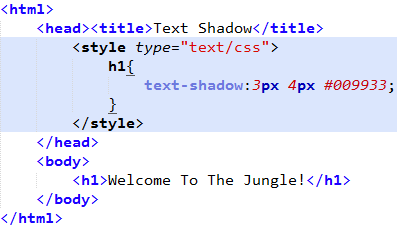 <html>
<head><title>Text Shadow</title>
<style type="text/css">
h1{
text-shadow:3px 4px #009933;
}
</style>
</head>
<body>
<h1>Welcome To The Jungle!</h1>
</body>
</html>